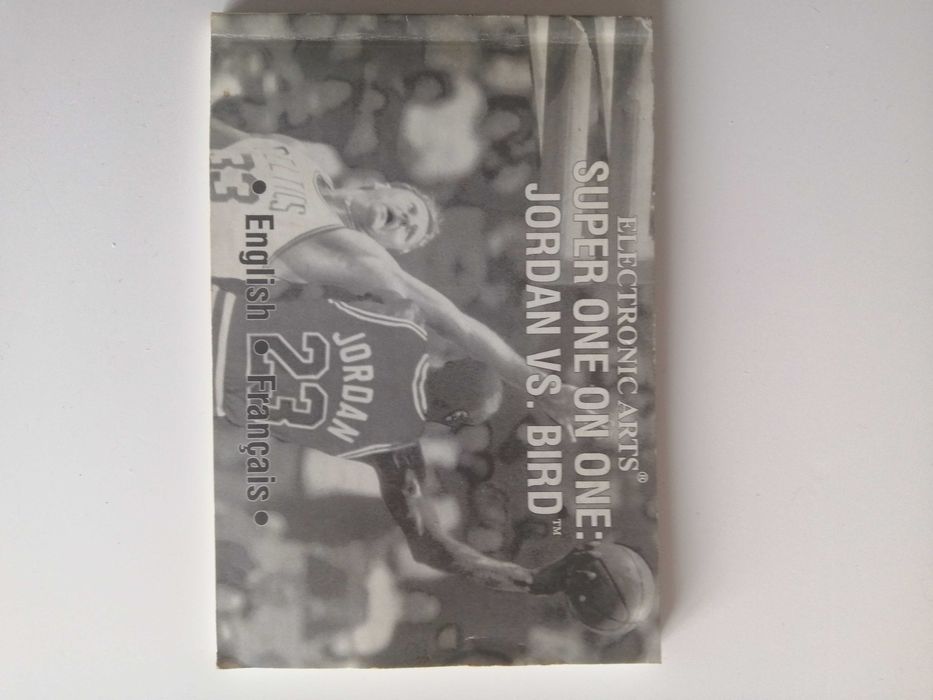 ELECTRONIC ARTS®
SUPER ONE ON ONE:
JORDAN VS. BIRD™
CELTICS
33
JORDAN
23
• English • Français •